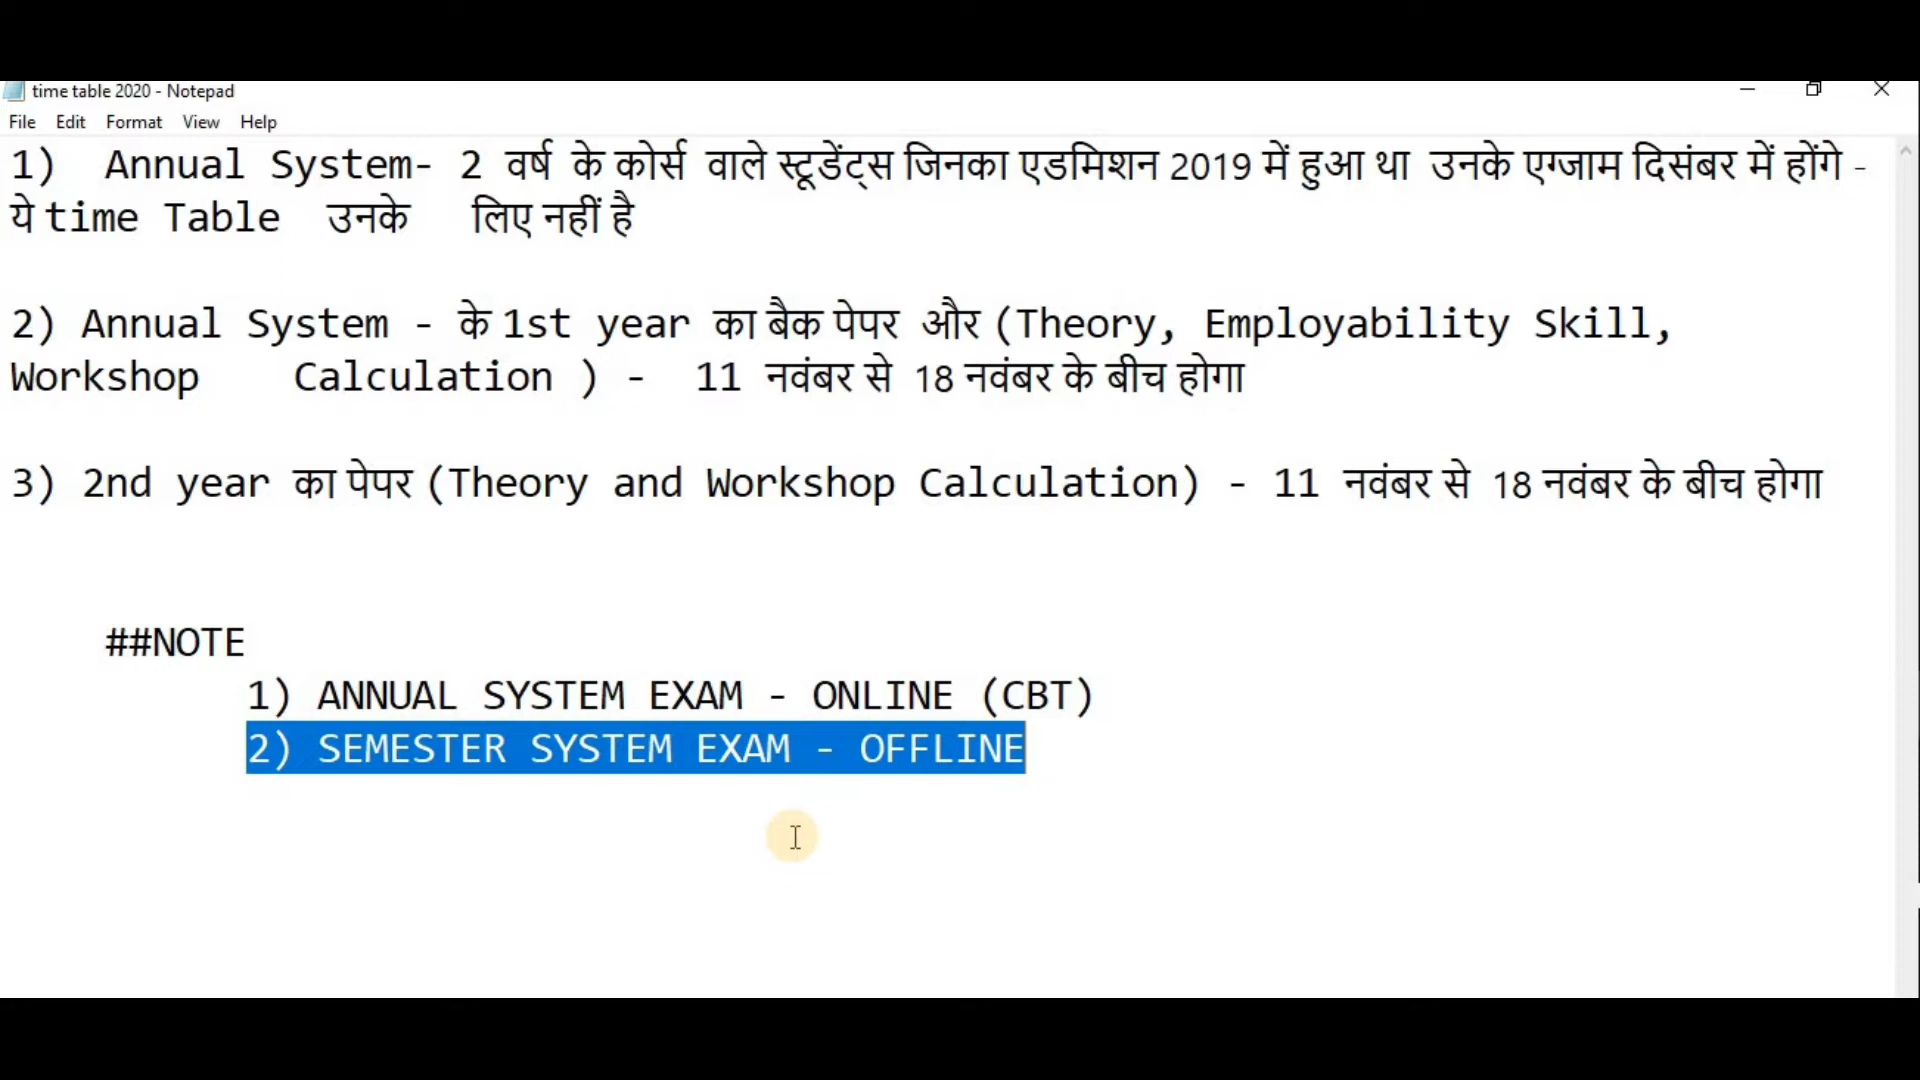 time table 2020 - Notepad
File Edit Format View Help
1) Annual System- 2 वर्ष के कोर्स वाले स्टूडेंट्स जिनका एडमिशन 2019 में हुआ था उनके एग्जाम दिसंबर में होंगे -
ये time Table उनके लिए नहीं है
2) Annual System - के 1st year का बैक पेपर और (Theory, Employability Skill,
Workshop Calculation ) - 11 नवंबर से 18 नवंबर के बीच होगा
3) 2nd year का पेपर (Theory and Workshop Calculation) - 11 नवंबर से 18 नवंबर के बीच होगा
##NOTE
1) ANNUAL SYSTEM EXAM - ONLINE (CBT)
2) SEMESTER SYSTEM EXAM - OFFLINE